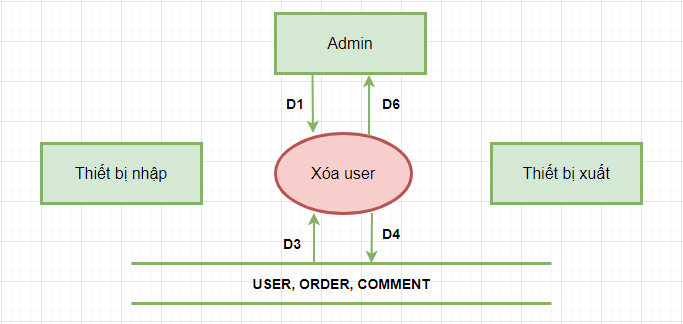 Admin
D1
D6
Thiết bị nhập
Xóa user
Thiết bị xuất
D3
D4
USER, ORDER, COMMENT